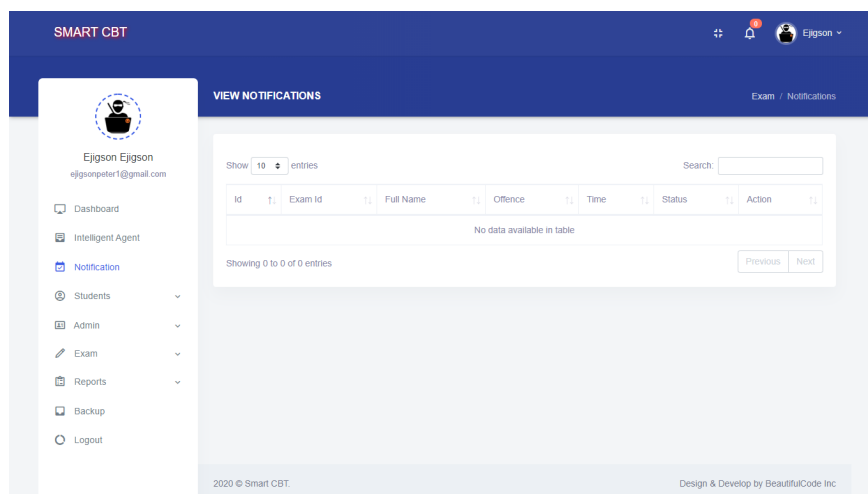 SMART CBT
0
Ejigson
VIEW NOTIFICATIONS
Exam / Notifications
Ejigson Ejigson
ejigsonpeter1@gmail.com
Dashboard
Intelligent Agent
Notification
Students
Admin
Exam
Reports
Backup
Logout
Show 10 entries
Search:
Id Exam Id Full Name Offence Time Status Action
No data available in table
Showing 0 to 0 of 0 entries
Previous Next
2020 © Smart CBT.
Design & Develop by BeautifulCode Inc